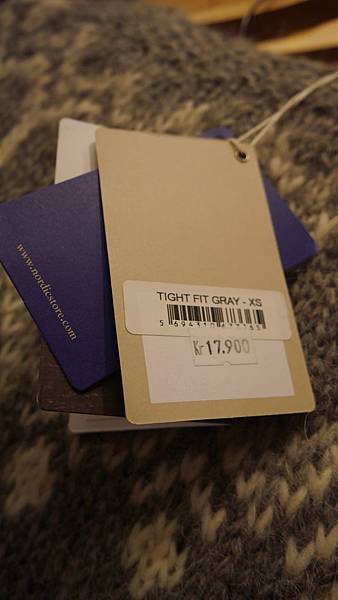 www.nordicstore.com
TIGHT FIT GRAY - XS
Kr 17.900